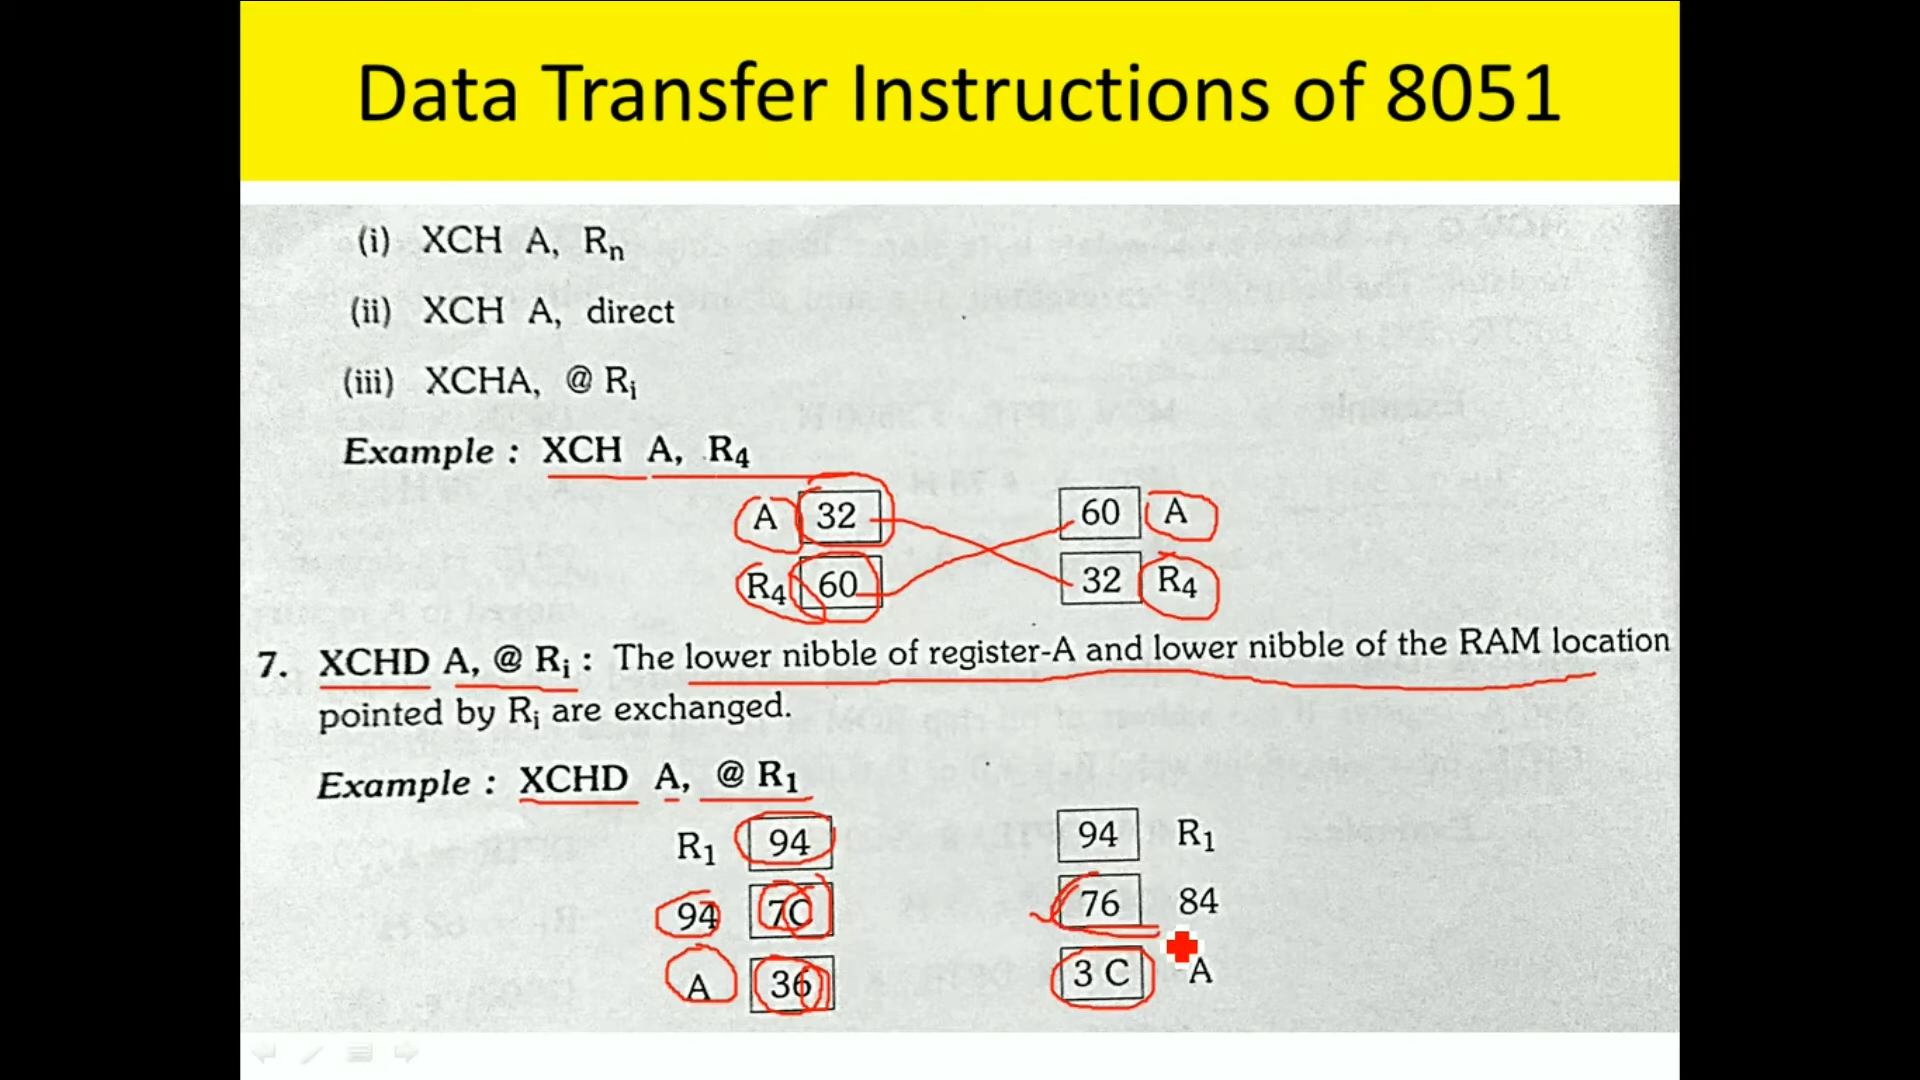 Data Transfer Instructions of 8051
(i) XCH A, Rn
(ii) XCH A, direct
(iii) XCHA, @ Ri
Example : XCH A, R4
A 32 60 A
R4 60 32 R4
7. XCHD A, @ Ri : The lower nibble of register-A and lower nibble of the RAM location
pointed by Ri are exchanged.
Example : XCHD A, @ R1
R1 94 94 R1
94 7C 76 84
A 36 3 C A